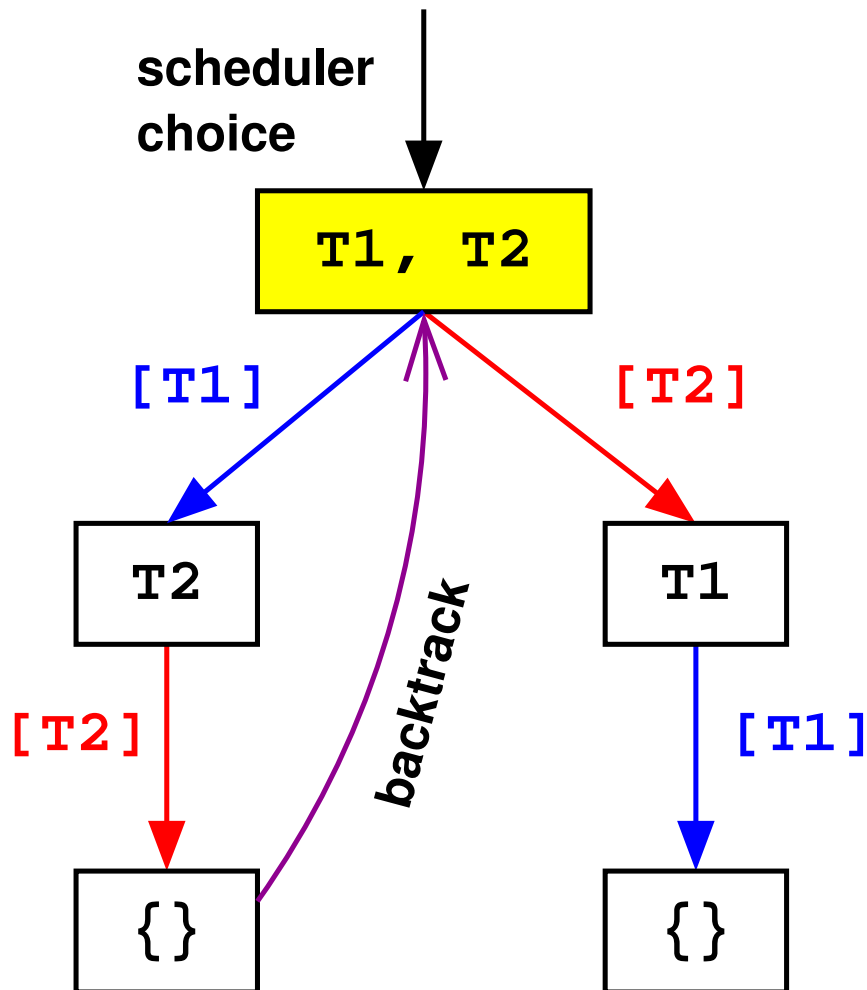 scheduler
choice
T1, T2
[T1]
[T2]
T2
T1
backtrack
[T2]
[T1]
{}
{}